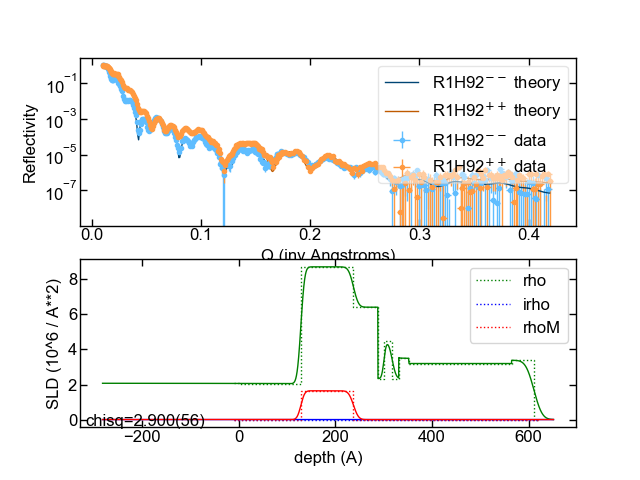 10⁻¹
10⁻³
10⁻⁵
10⁻⁷
Reflectivity
R1H92⁻⁻ theory
R1H92⁺⁺ theory
R1H92⁻⁻ data
R1H92⁺⁺ data
0.0 0.1 0.2 0.3 0.4
Q (inv Angstroms)
8
6
4
2
0
SLD (10^6 / A**2)
rho
irho
rhoM
chisq=2.900(56)
−200 0 200 400 600
depth (A)